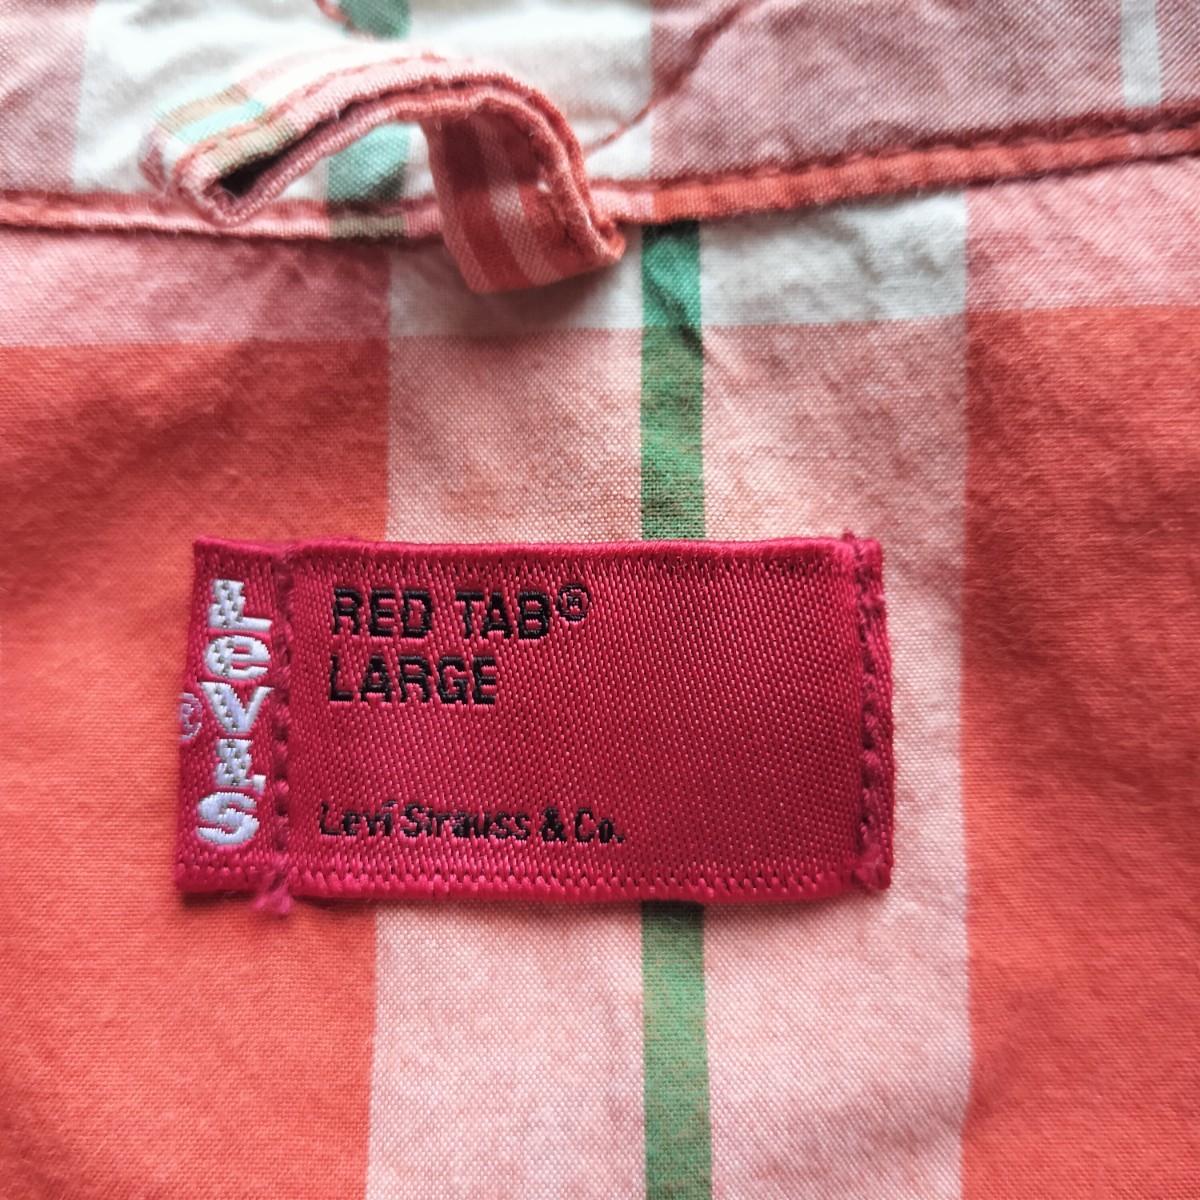 LEVI'S
®
RED TAB®
LARGE
Levi Strauss & Co.